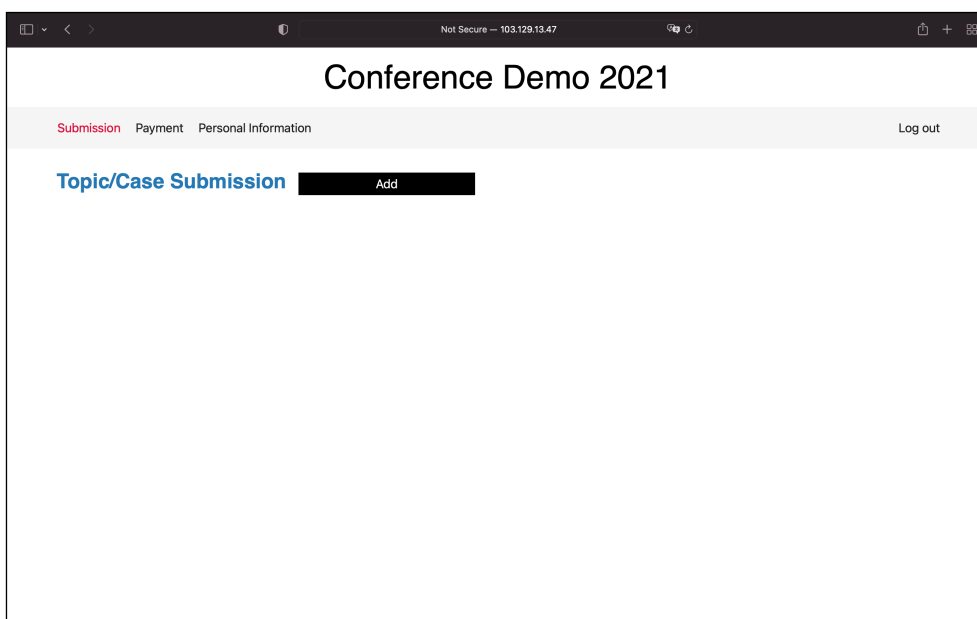 Not Secure — 103.129.13.47
Conference Demo 2021
Submission Payment Personal Information Log out
Topic/Case Submission Add